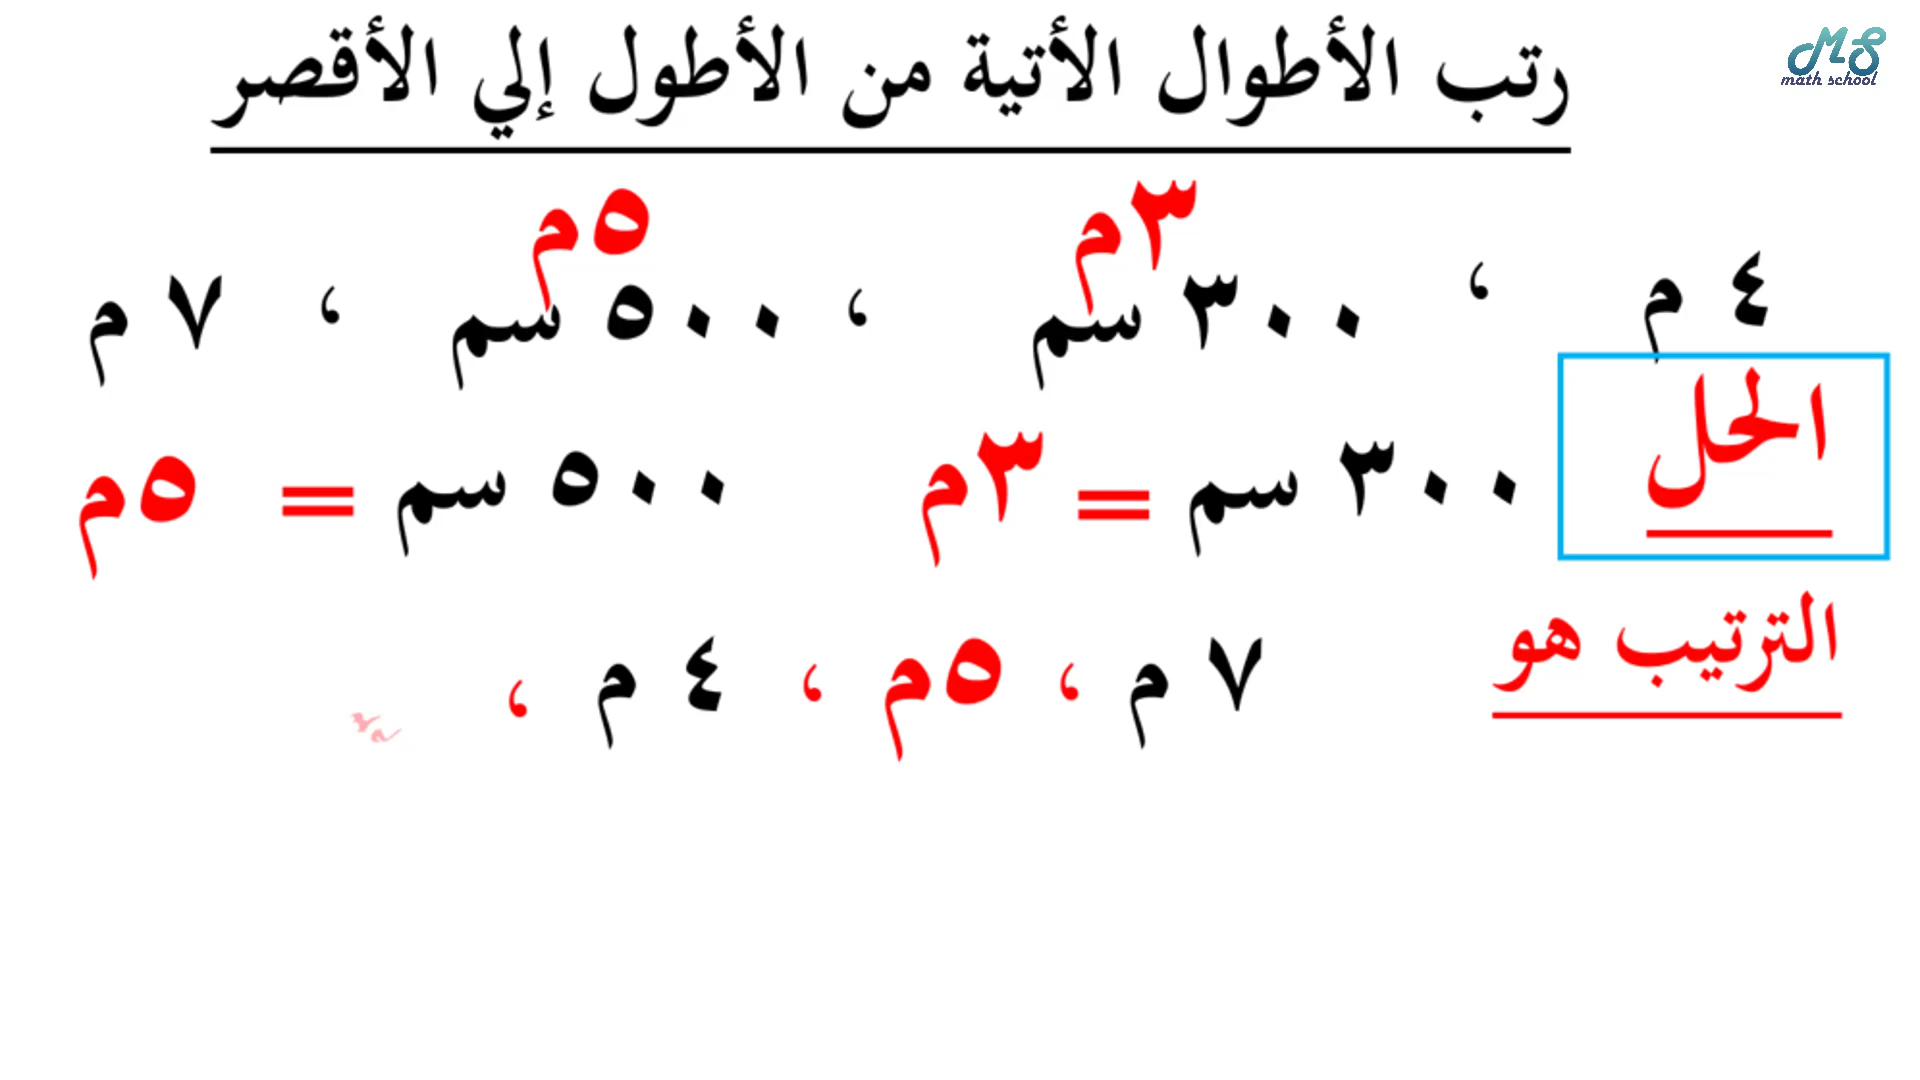 MS
math school
رتب الأطوال الأتية من الأطول إلي الأقصر
٣م ٥م
٤ م ، ٣٠٠ سم ، ٥٠٠ سم ، ٧ م
الحل
٣٠٠ سم = ٣م ٥٠٠ سم = ٥م
الترتيب هو
٧ م ، ٥م ، ٤ م ،